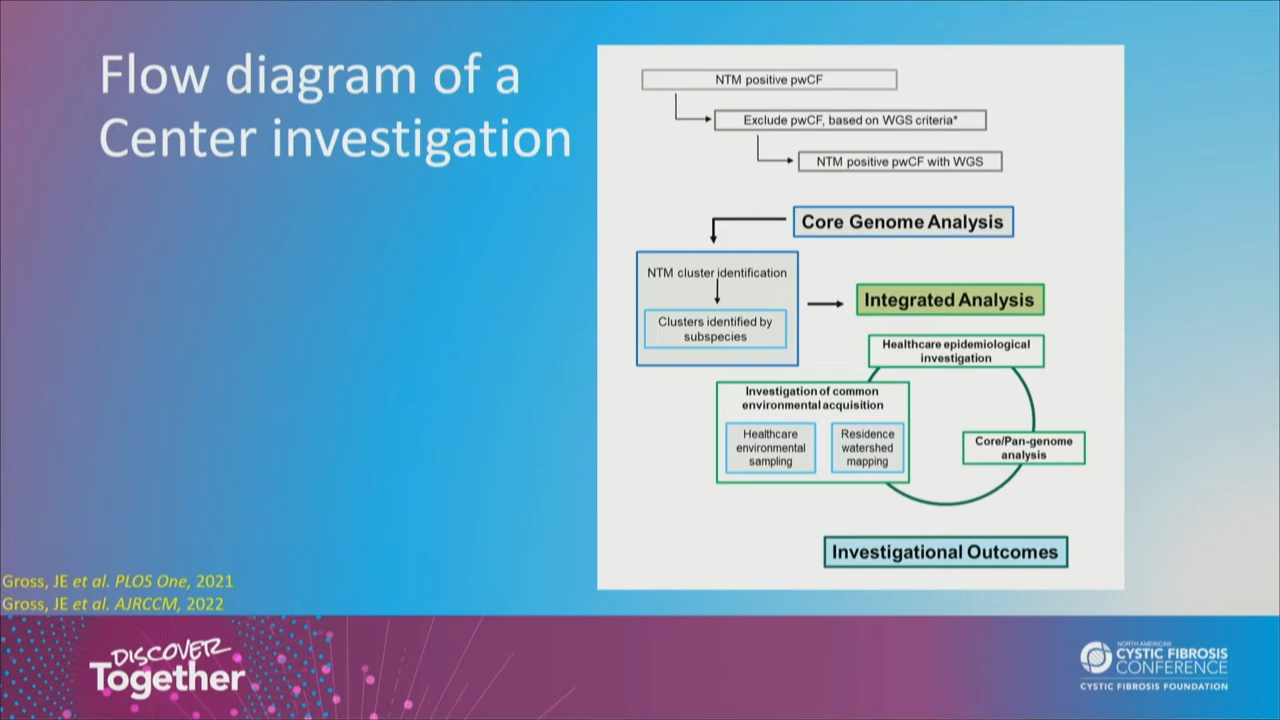 Flow diagram of a
Center investigation
NTM positive pwCF
Exclude pwCF, based on WGS criteria*
NTM positive pwCF with WGS
Core Genome Analysis
NTM cluster identification
Clusters identified by
subspecies
Integrated Analysis
Healthcare epidemiological
investigation
Investigation of common
environmental acquisition
Healthcare
environmental
sampling
Residence
watershed
mapping
Core/Pan-genome
analysis
Investigational Outcomes
Gross, JE et al. PLOS One, 2021
Gross, JE et al. AJRCCM, 2022
DISCOVER
Together
NORTH AMERICAN
CYSTIC FIBROSIS
CONFERENCE
CYSTIC FIBROSIS FOUNDATION